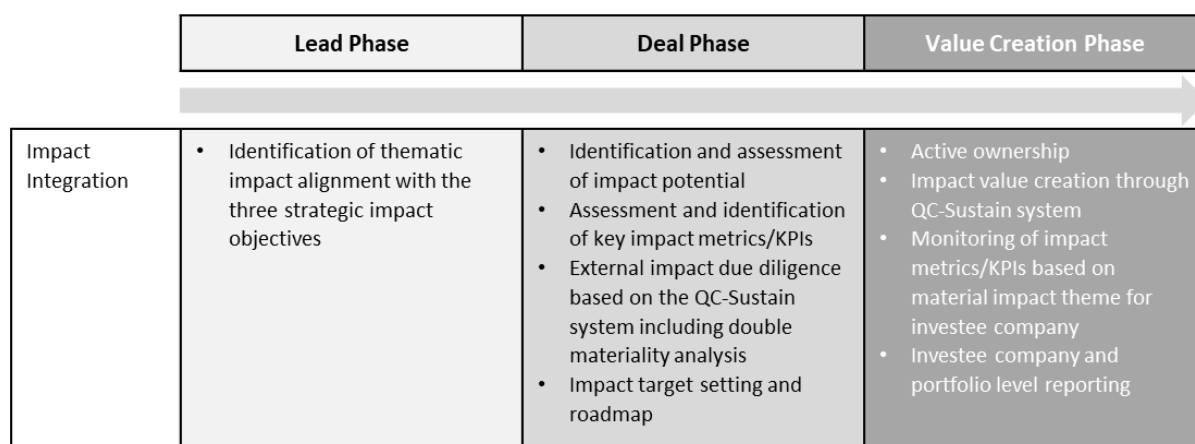 Lead Phase
Deal Phase
Value Creation Phase
Impact
Integration
• Identification of thematic
impact alignment with the
three strategic impact
objectives
• Identification and assessment
of impact potential
• Assessment and identification
of key impact metrics/KPIs
• External impact due diligence
based on the QC-Sustain
system including double
materiality analysis
• Impact target setting and
roadmap
• Active ownership
• Impact value creation through
QC-Sustain system
• Monitoring of impact
metrics/KPIs based on
material impact theme for
investee company
• Investee company and
portfolio level reporting